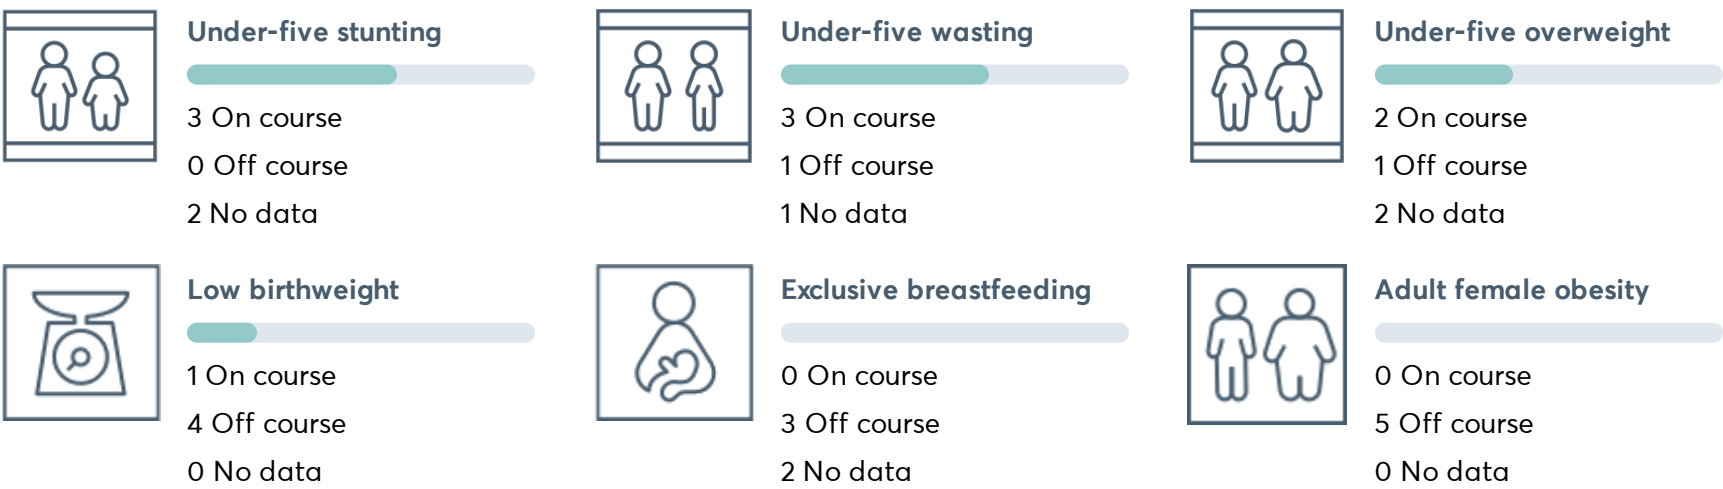 Under-five stunting
3 On course
0 Off course
2 No data
Under-five wasting
3 On course
1 Off course
1 No data
Under-five overweight
2 On course
1 Off course
2 No data
Low birthweight
1 On course
4 Off course
0 No data
Exclusive breastfeeding
0 On course
3 Off course
2 No data
Adult female obesity
0 On course
5 Off course
0 No data